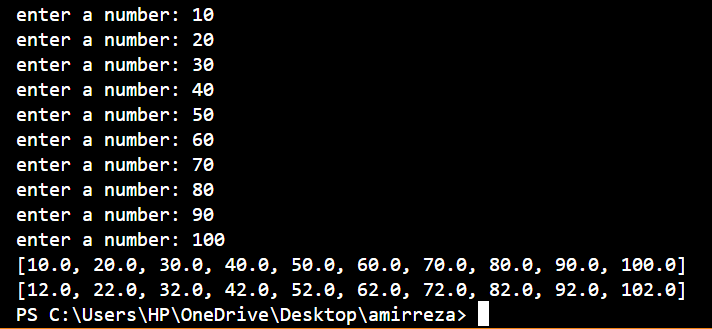 enter a number: 10
enter a number: 20
enter a number: 30
enter a number: 40
enter a number: 50
enter a number: 60
enter a number: 70
enter a number: 80
enter a number: 90
enter a number: 100
[10.0, 20.0, 30.0, 40.0, 50.0, 60.0, 70.0, 80.0, 90.0, 100.0]
[12.0, 22.0, 32.0, 42.0, 52.0, 62.0, 72.0, 82.0, 92.0, 102.0]
PS C:\Users\HP\OneDrive\Desktop\amirreza>